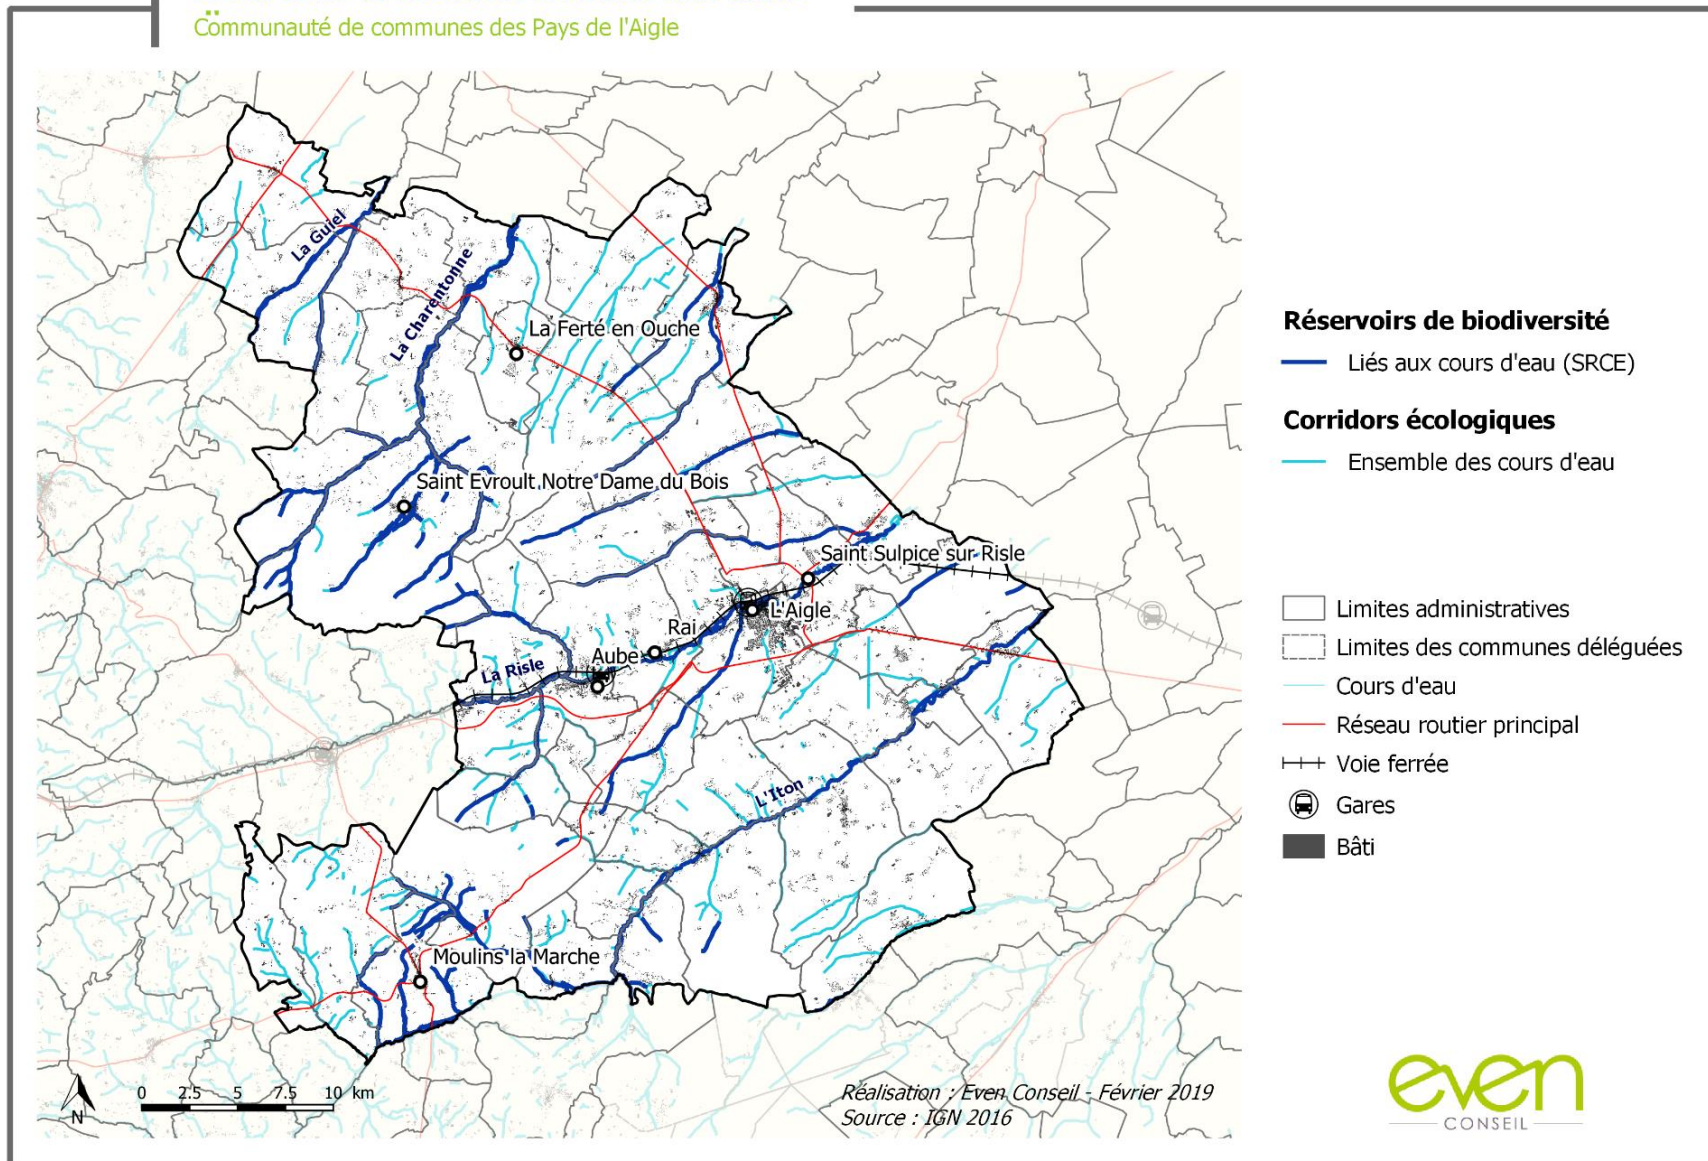 Communauté de communes des Pays de l'Aigle
La Guiel
La Charentonne
La Ferté en Ouche
Saint Evroult Notre Dame du Bois
Saint Sulpice sur Risle
L'Aigle
Rai
Aube
La Risle
L'Iton
Moulins la Marche
Réservoirs de biodiversité
Liés aux cours d'eau (SRCE)
Corridors écologiques
Ensemble des cours d'eau
Limites administratives
Limites des communes déléguées
Cours d'eau
Réseau routier principal
Voie ferrée
Gares
Bâti
N
0 2.5 5 7.5 10 km
Réalisation : Even Conseil - Février 2019
Source : IGN 2016
even
CONSEIL